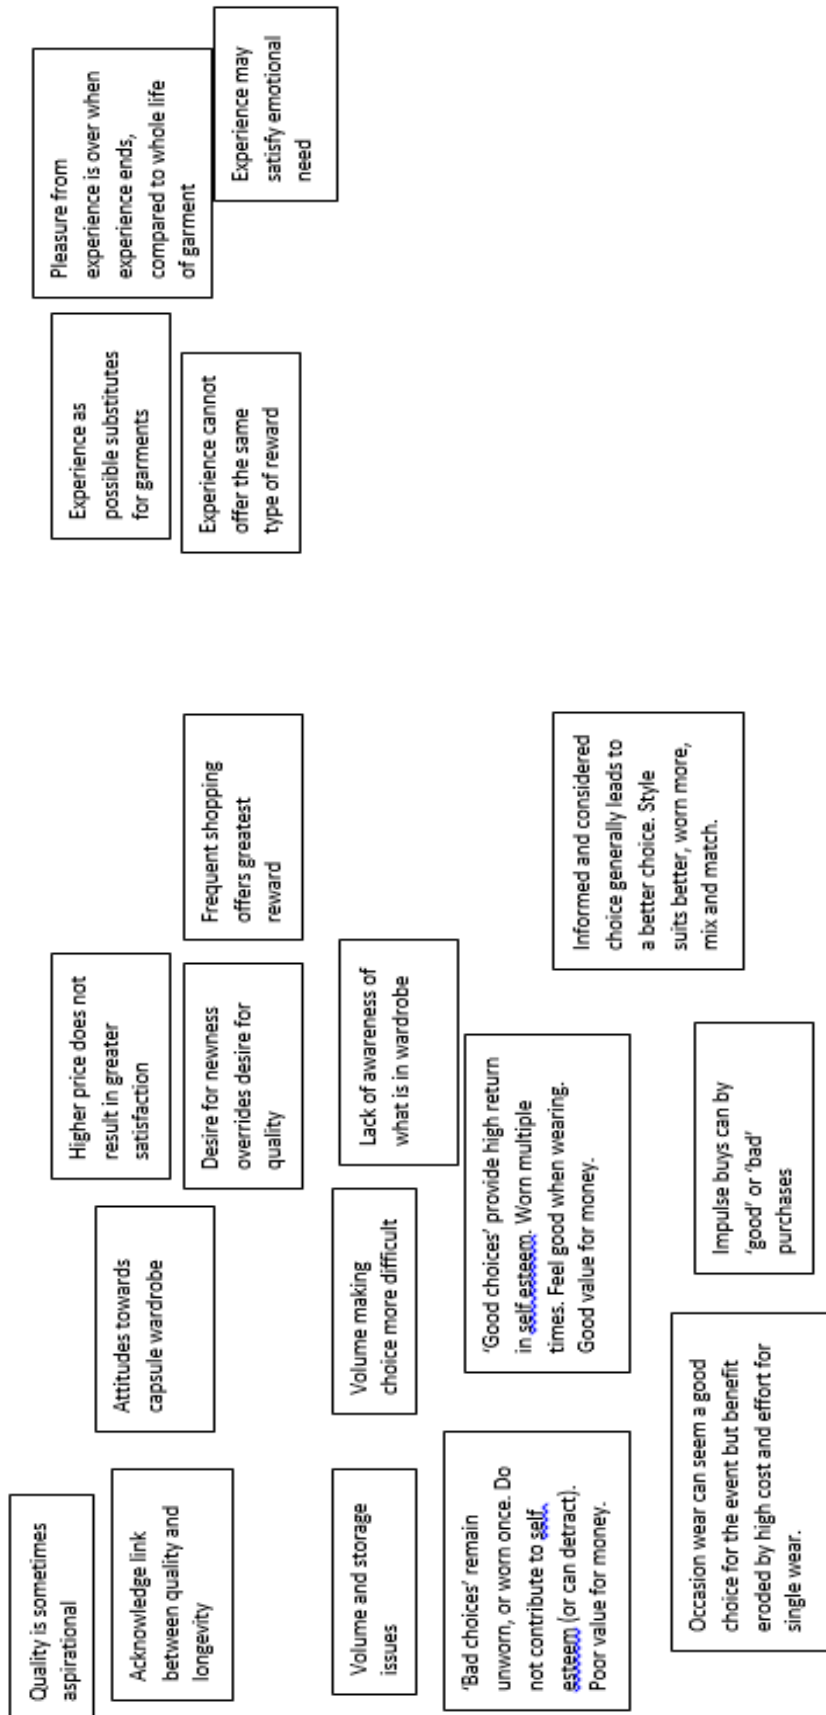 Quality is sometimes
aspirational
Acknowledge link
between quality and
longevity
Attitudes towards
capsule wardrobe
Higher price does not
result in greater
satisfaction
Desire for newness
overrides desire for
quality
Frequent shopping
offers greatest
reward
Experience as
possible substitutes
for garments
Experience cannot
offer the same
type of reward
Pleasure from
experience is over when
experience ends,
compared to whole life
of garment
Experience may
satisfy emotional
need
Volume and storage
issues
Volume making
choice more difficult
Lack of awareness of
what is in wardrobe
'Bad choices' remain
unworn, or worn once. Do
not contribute to self
esteem (or can detract).
Poor value for money.
'Good choices' provide high return
in self esteem. Worn multiple
times. Feel good when wearing.
Good value for money.
Informed and considered
choice generally leads to
a better choice. Style
suits better, worn more,
mix and match.
Occasion wear can seem a good
choice for the event but benefit
eroded by high cost and effort for
single wear.
Impulse buys can by
'good' or 'bad'
purchases